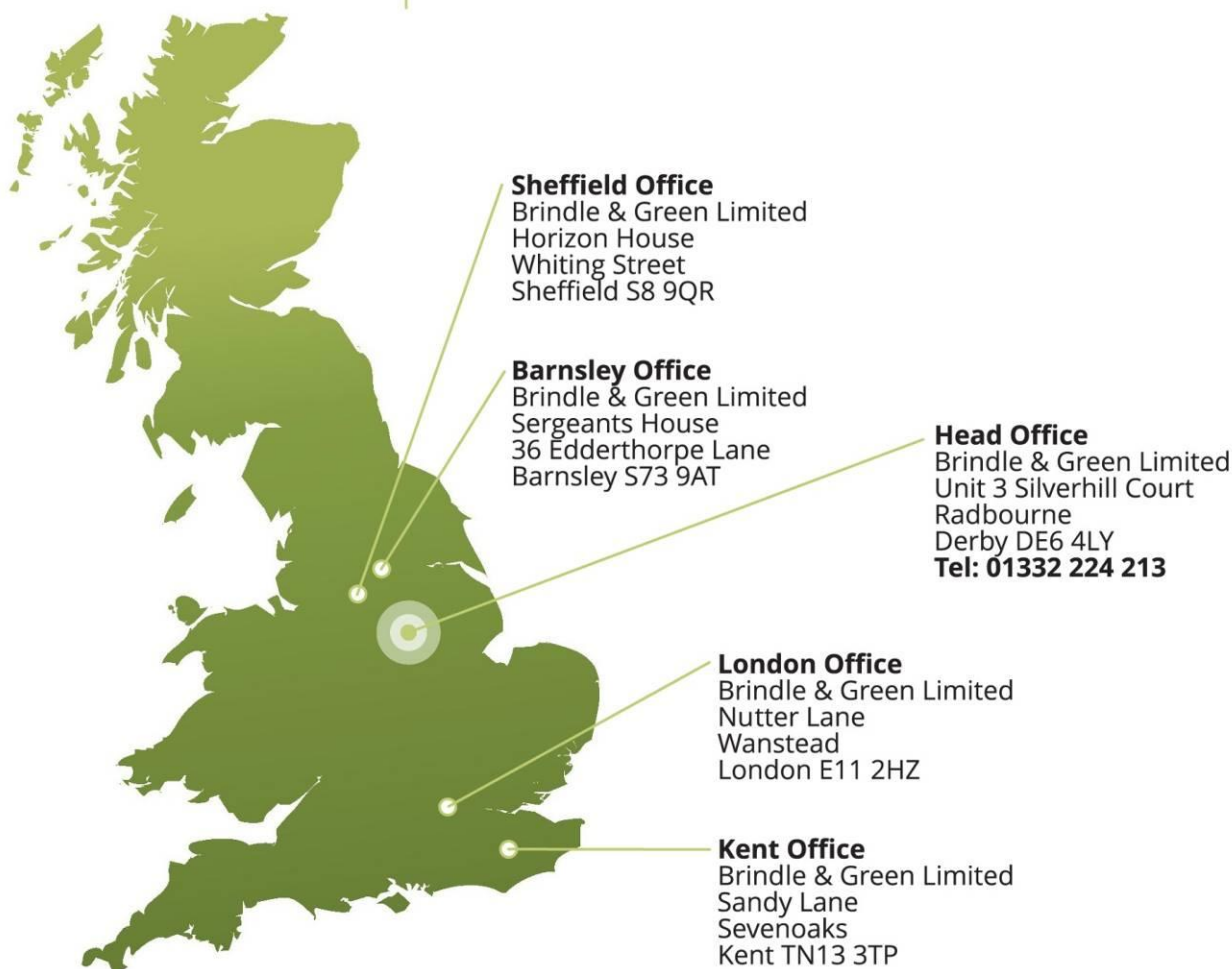 Sheffield Office
Brindle & Green Limited
Horizon House
Whiting Street
Sheffield S8 9QR
Barnsley Office
Brindle & Green Limited
Sergeants House
36 Edderthorpe Lane
Barnsley S73 9AT
Head Office
Brindle & Green Limited
Unit 3 Silverhill Court
Radbourne
Derby DE6 4LY
Tel: 01332 224 213
London Office
Brindle & Green Limited
Nutter Lane
Wanstead
London E11 2HZ
Kent Office
Brindle & Green Limited
Sandy Lane
Sevenoaks
Kent TN13 3TP